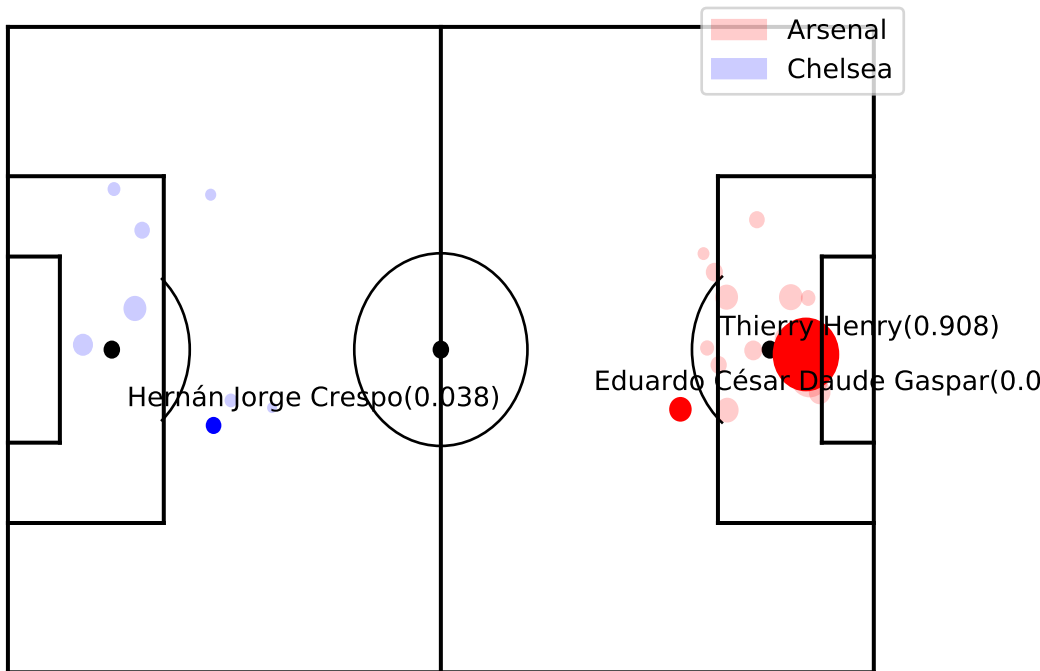 Arsenal
Chelsea
Thierry Henry(0.908)
Eduardo César Daude Gaspar(0.0
Hernán Jorge Crespo(0.038)